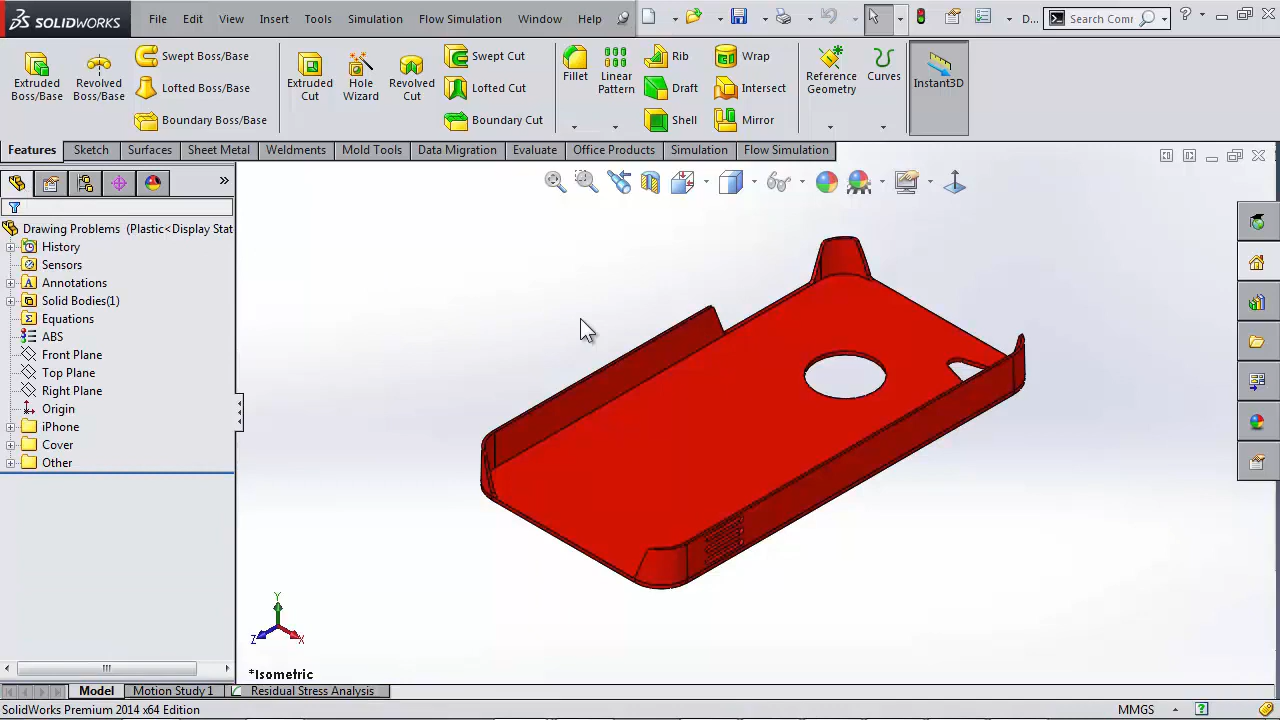 SOLIDWORKS File Edit View Insert Tools Simulation Flow Simulation Window Help D... Search Comr ?
Extruded Boss/Base
Revolved Boss/Base
Swept Boss/Base
Lofted Boss/Base
Boundary Boss/Base
Extruded Cut
Hole Wizard
Revolved Cut
Swept Cut
Lofted Cut
Boundary Cut
Fillet
Linear Pattern
Rib
Draft
Shell
Wrap
Intersect
Mirror
Reference Geometry
Curves
Instant3D
Features Sketch Surfaces Sheet Metal Weldments Mold Tools Data Migration Evaluate Office Products Simulation Flow Simulation
Drawing Problems (Plastic<Display Stat
History
Sensors
Annotations
Solid Bodies(1)
Equations
ABS
Front Plane
Top Plane
Right Plane
Origin
iPhone
Cover
Other
Y
Z X
*Isometric
Model Motion Study 1 Residual Stress Analysis
SolidWorks Premium 2014 x64 Edition MMGS ?